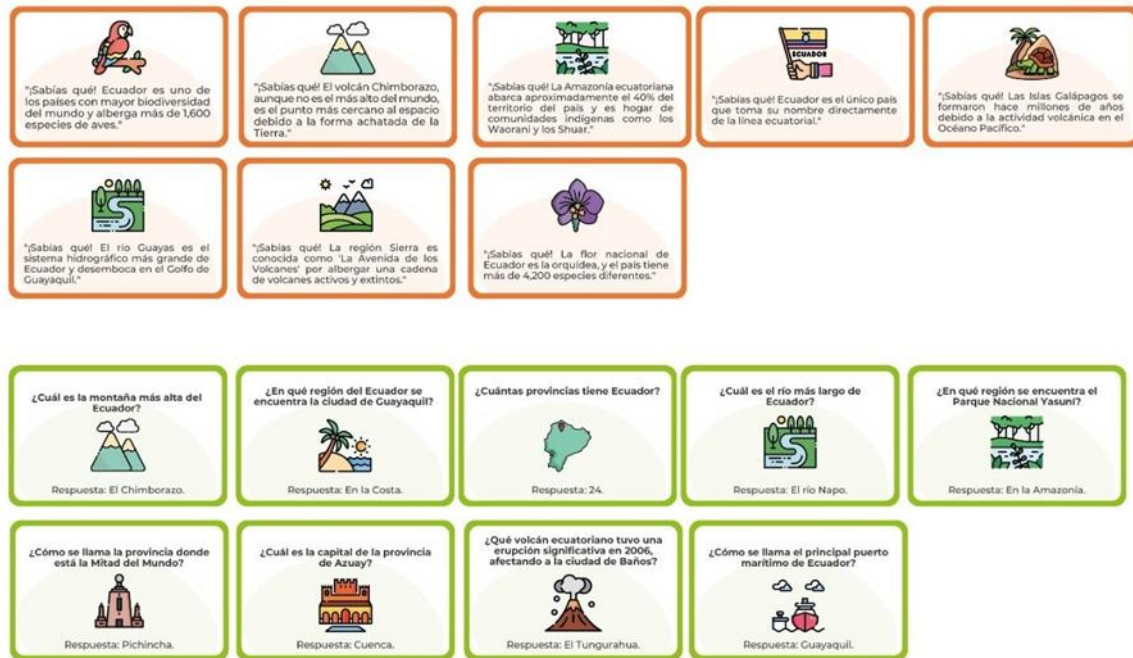 "¡Sabías qué! Ecuador es uno de
los países con mayor biodiversidad
del mundo y alberga más de 1,600
especies de aves."
"¡Sabías qué! El volcán Chimborazo,
aunque no es el más alto del mundo,
es el punto más cercano al espacio
debido a la forma achatada de la
Tierra."
"¡Sabías qué! La Amazonía ecuatoriana
abarca aproximadamente el 40% del
territorio del país y es hogar de
comunidades indígenas como los
Waorani y los Shuar."
ECUADOR
"¡Sabías qué! Ecuador es el único país
que toma su nombre directamente
de la línea ecuatorial."
"¡Sabías qué! Las Islas Galápagos se
formaron hace millones de años
debido a la actividad volcánica en el
Océano Pacífico."
"¡Sabías qué! El río Guayas es el
sistema hidrográfico más grande de
Ecuador y desemboca en el Golfo de
Guayaquil."
"¡Sabías qué! La región Sierra es
conocida como 'La Avenida de los
Volcanes' por albergar una cadena
de volcanes activos y extintos."
"¡Sabías qué! La flor nacional de
Ecuador es la orquídea, y el país tiene
más de 4,200 especies diferentes."
¿Cuál es la montaña más alta del
Ecuador?
Respuesta: El Chimborazo.
¿En qué región del Ecuador se
encuentra la ciudad de Guayaquil?
Respuesta: En la Costa.
¿Cuántas provincias tiene Ecuador?
Respuesta: 24.
¿Cuál es el río más largo de
Ecuador?
Respuesta: El río Napo.
¿En qué región se encuentra el
Parque Nacional Yasuní?
Respuesta: En la Amazonía.
¿Cómo se llama la provincia donde
está la Mitad del Mundo?
Respuesta: Pichincha.
¿Cuál es la capital de la provincia
de Azuay?
Respuesta: Cuenca.
¿Qué volcán ecuatoriano tuvo una
erupción significativa en 2006,
afectando a la ciudad de Baños?
Respuesta: El Tungurahua.
¿Cómo se llama el principal puerto
marítimo de Ecuador?
Respuesta: Guayaquil.